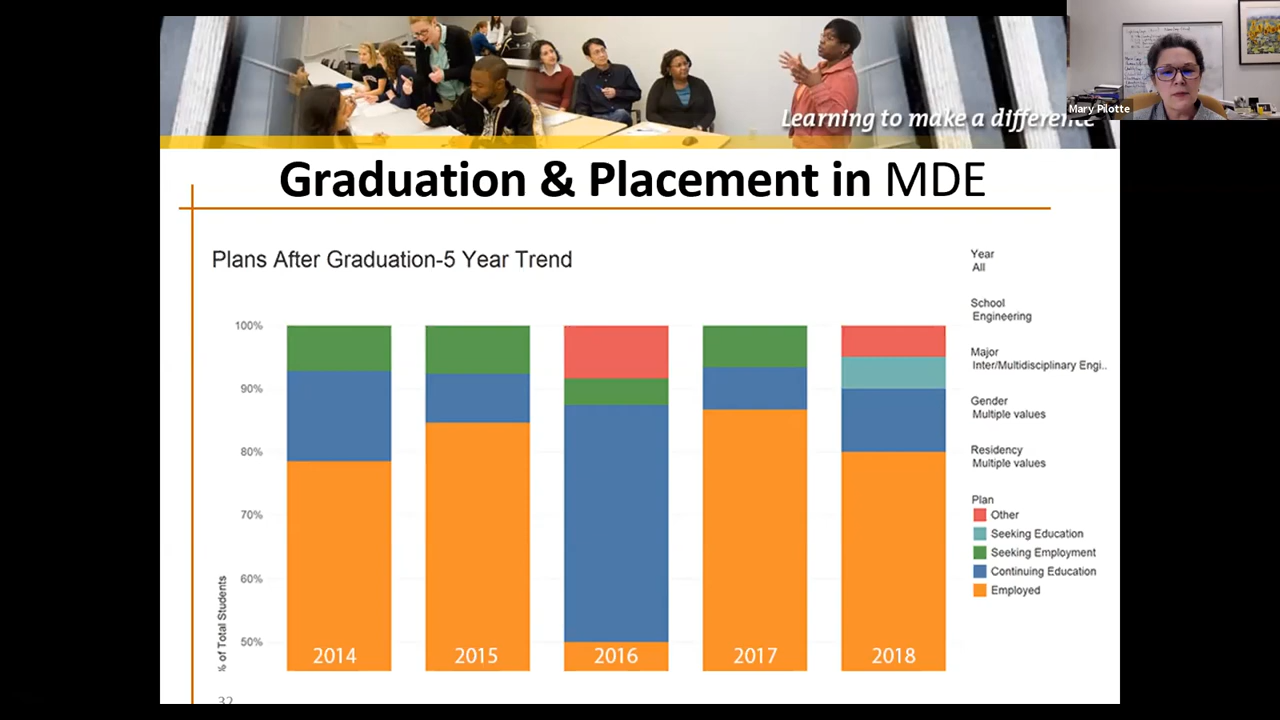 Learning to make a difference
Mary Pilotte
Graduation & Placement in MDE
Plans After Graduation-5 Year Trend
100%
90%
80%
70%
60%
50%
% of Total Students
2014
2015
2016
2017
2018
Year
All
School
Engineering
Major
Inter/Multidisciplinary Engi..
Gender
Multiple values
Residency
Multiple values
Plan
Other
Seeking Education
Seeking Employment
Continuing Education
Employed
32